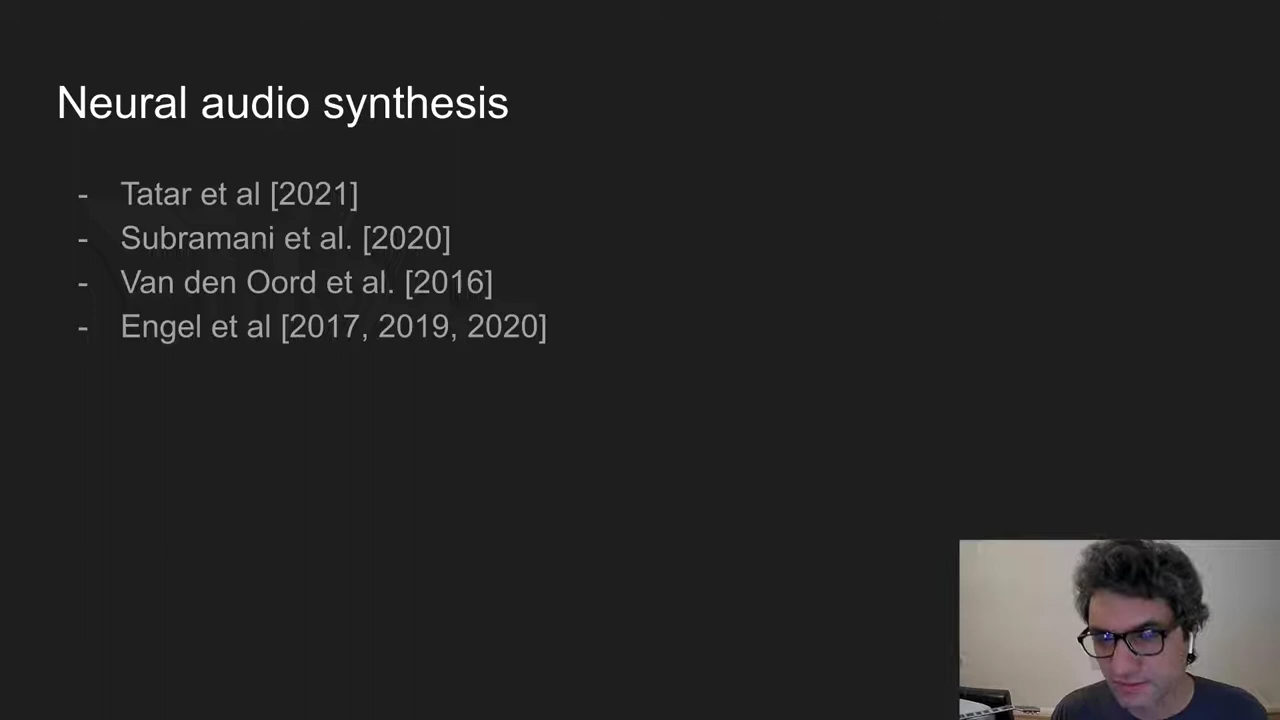 Neural audio synthesis
- Tatar et al [2021]
- Subramani et al. [2020]
- Van den Oord et al. [2016]
- Engel et al [2017, 2019, 2020]